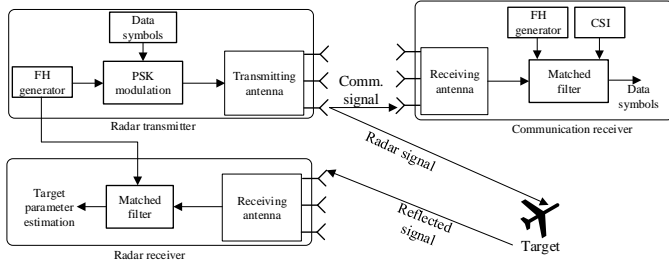 Data
symbols
FH
generator
PSK
modulation
Transmitting
antenna
Radar transmitter
Comm.
signal
FH
generator
CSI
Receiving
antenna
Matched
filter
Data
symbols
Communication receiver
Radar signal
Target
parameter
estimation
Matched
filter
Receiving
antenna
Radar receiver
Reflected
signal
Target